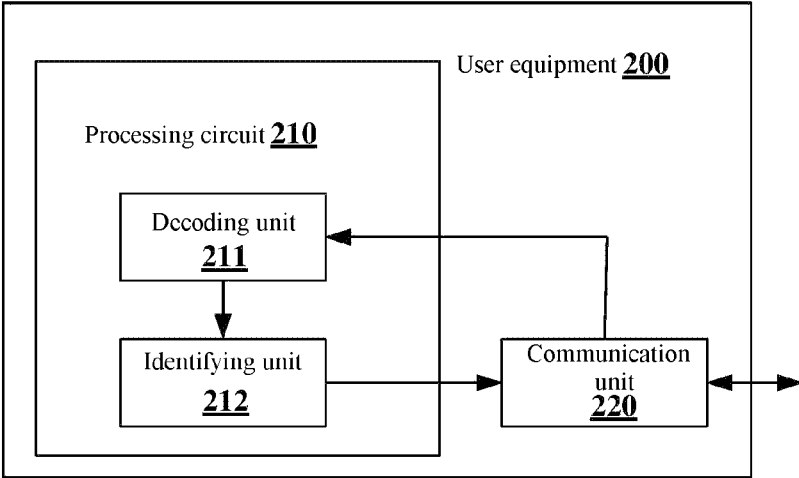 User equipment 200
Processing circuit 210
Decoding unit
211
Identifying unit
212
Communication
unit
220